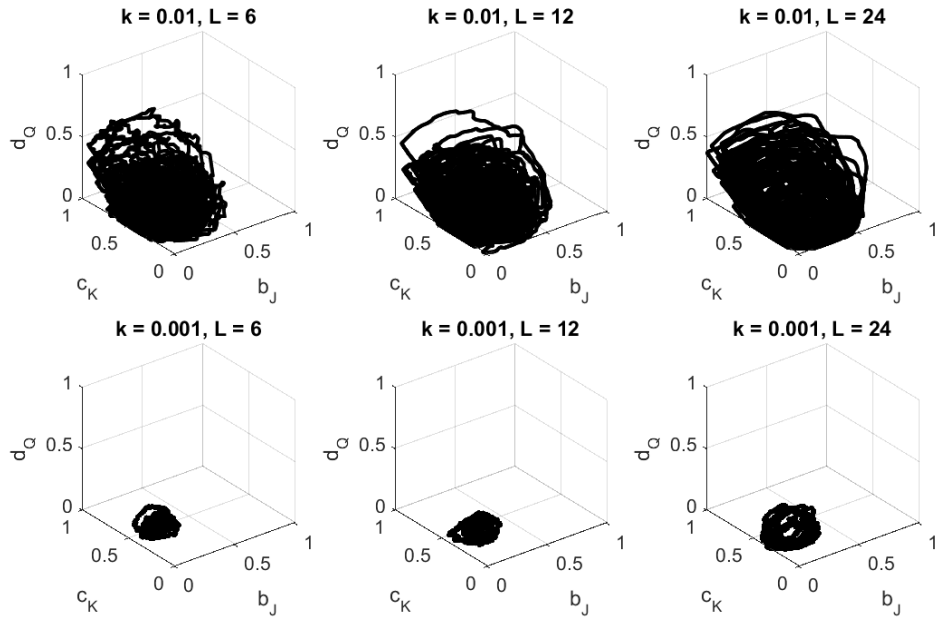 k = 0.01, L = 6
1
0.5
0
d_Q
1
0.5
0
c_K
0
0.5
1
b_J
k = 0.01, L = 12
1
0.5
0
d_Q
1
0.5
0
c_K
0
0.5
1
b_J
k = 0.01, L = 24
1
0.5
0
d_Q
1
0.5
0
c_K
0
0.5
1
b_J
k = 0.001, L = 6
1
0.5
0
d_Q
1
0.5
0
c_K
0
0.5
1
b_J
k = 0.001, L = 12
1
0.5
0
d_Q
1
0.5
0
c_K
0
0.5
1
b_J
k = 0.001, L = 24
1
0.5
0
d_Q
1
0.5
0
c_K
0
0.5
1
b_J